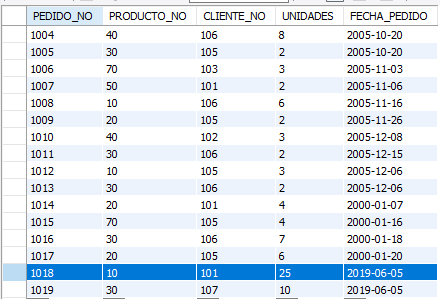 PEDIDO_NO PRODUCTO_NO CLIENTE_NO UNIDADES FECHA_PEDIDO
1004 40 106 8 2005-10-20
1005 30 105 2 2005-10-20
1006 70 103 3 2005-11-03
1007 50 101 2 2005-11-06
1008 10 106 6 2005-11-16
1009 20 105 2 2005-11-26
1010 40 102 3 2005-12-08
1011 30 106 2 2005-12-15
1012 10 105 3 2005-12-06
1013 30 106 2 2005-12-06
1014 20 101 4 2000-01-07
1015 70 105 4 2000-01-16
1016 30 106 7 2000-01-18
1017 20 105 6 2000-01-20
1018 10 101 25 2019-06-05
1019 30 107 10 2019-06-05